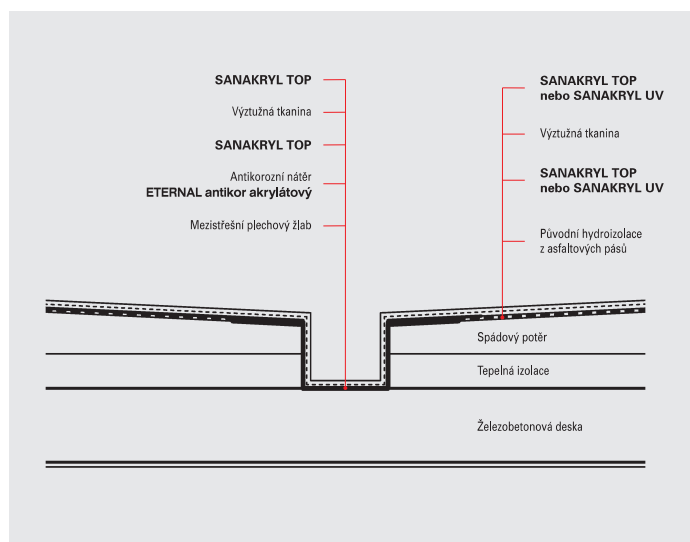 SANAKRYL TOP
Výztužná tkanina
SANAKRYL TOP
Antikorozní nátěr
ETERNAL antikor akrylátový
Mezistřešní plechový žlab
SANAKRYL TOP
nebo SANAKRYL UV
Výztužná tkanina
SANAKRYL TOP
nebo SANAKRYL UV
Původní hydroizolace
z asfaltových pásů
Spádový potěr
Tepelná izolace
Železobetonová deska